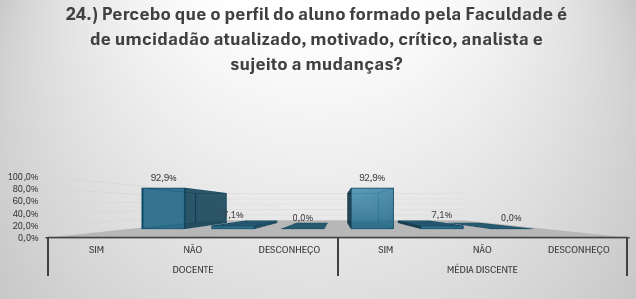 24.) Percebo que o perfil do aluno formado pela Faculdade é
de umcidadão atualizado, motivado, crítico, analista e
sujeito a mudanças?
100,0%
80,0%
60,0%
40,0%
20,0%
0,0%
92,9%
7,1%
0,0%
92,9%
7,1%
0,0%
SIM NÃO DESCONHEÇO SIM NÃO DESCONHEÇO
DOCENTE MÉDIA DISCENTE